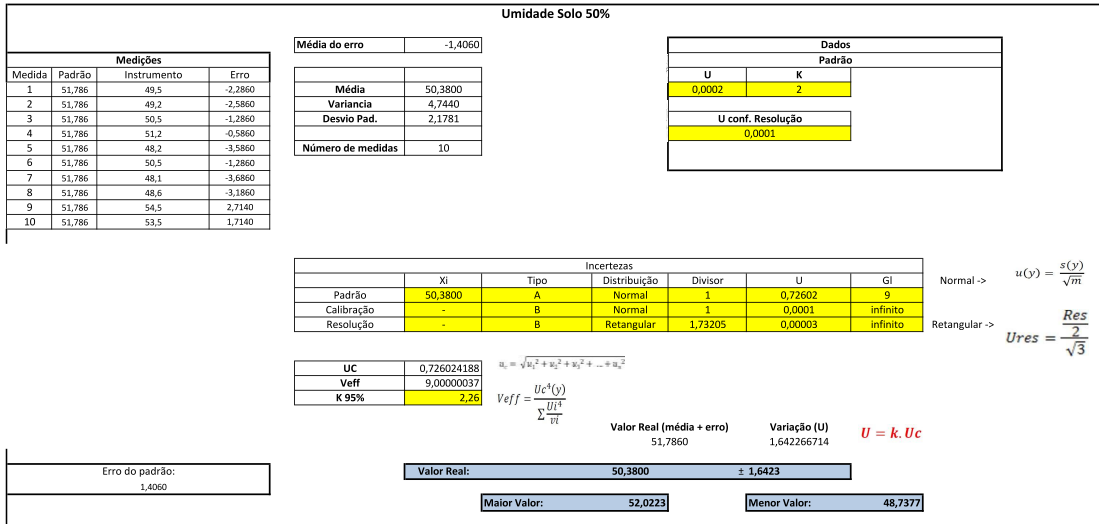 Umidade Solo 50%
Média do erro -1,4060
Medições
Medida Padrão Instrumento Erro
1 51,786 49,5 -2,2860
2 51,786 49,2 -2,5860
3 51,786 50,5 -1,2860
4 51,786 51,2 -0,5860
5 51,786 48,2 -3,5860
6 51,786 50,5 -1,2860
7 51,786 48,1 -3,6860
8 51,786 48,6 -3,1860
9 51,786 54,5 2,7140
10 51,786 53,5 1,7140
Média 50,3800
Variancia 4,7440
Desvio Pad. 2,1781
Número de medidas 10
Dados
Padrão
U K
0,0002 2
U conf. Resolução
0,0001
Incertezas
Xi Tipo Distribuição Divisor U Gl
Padrão 50,3800 A Normal 1 0,72602 9
Calibração - B Normal 1 0,0001 infinito
Resolução - B Retangular 1,73205 0,00003 infinito
Normal -> u(y) = s(y)/√m
Retangular -> Ures = (Res/2)/√3
UC 0,726024188
Veff 9,00000037
K 95% 2,26
u_c = √u₁² + u₂² + u₃² + ... + u_n²
Veff = Uc⁴(y) / ∑ Ui⁴/vi
Valor Real (média + erro) Variação (U)
51,7860 1,642266714
U = k.Uc
Erro do padrão:
1,4060
Valor Real: 50,3800 ± 1,6423
Maior Valor: 52,0223 Menor Valor: 48,7377